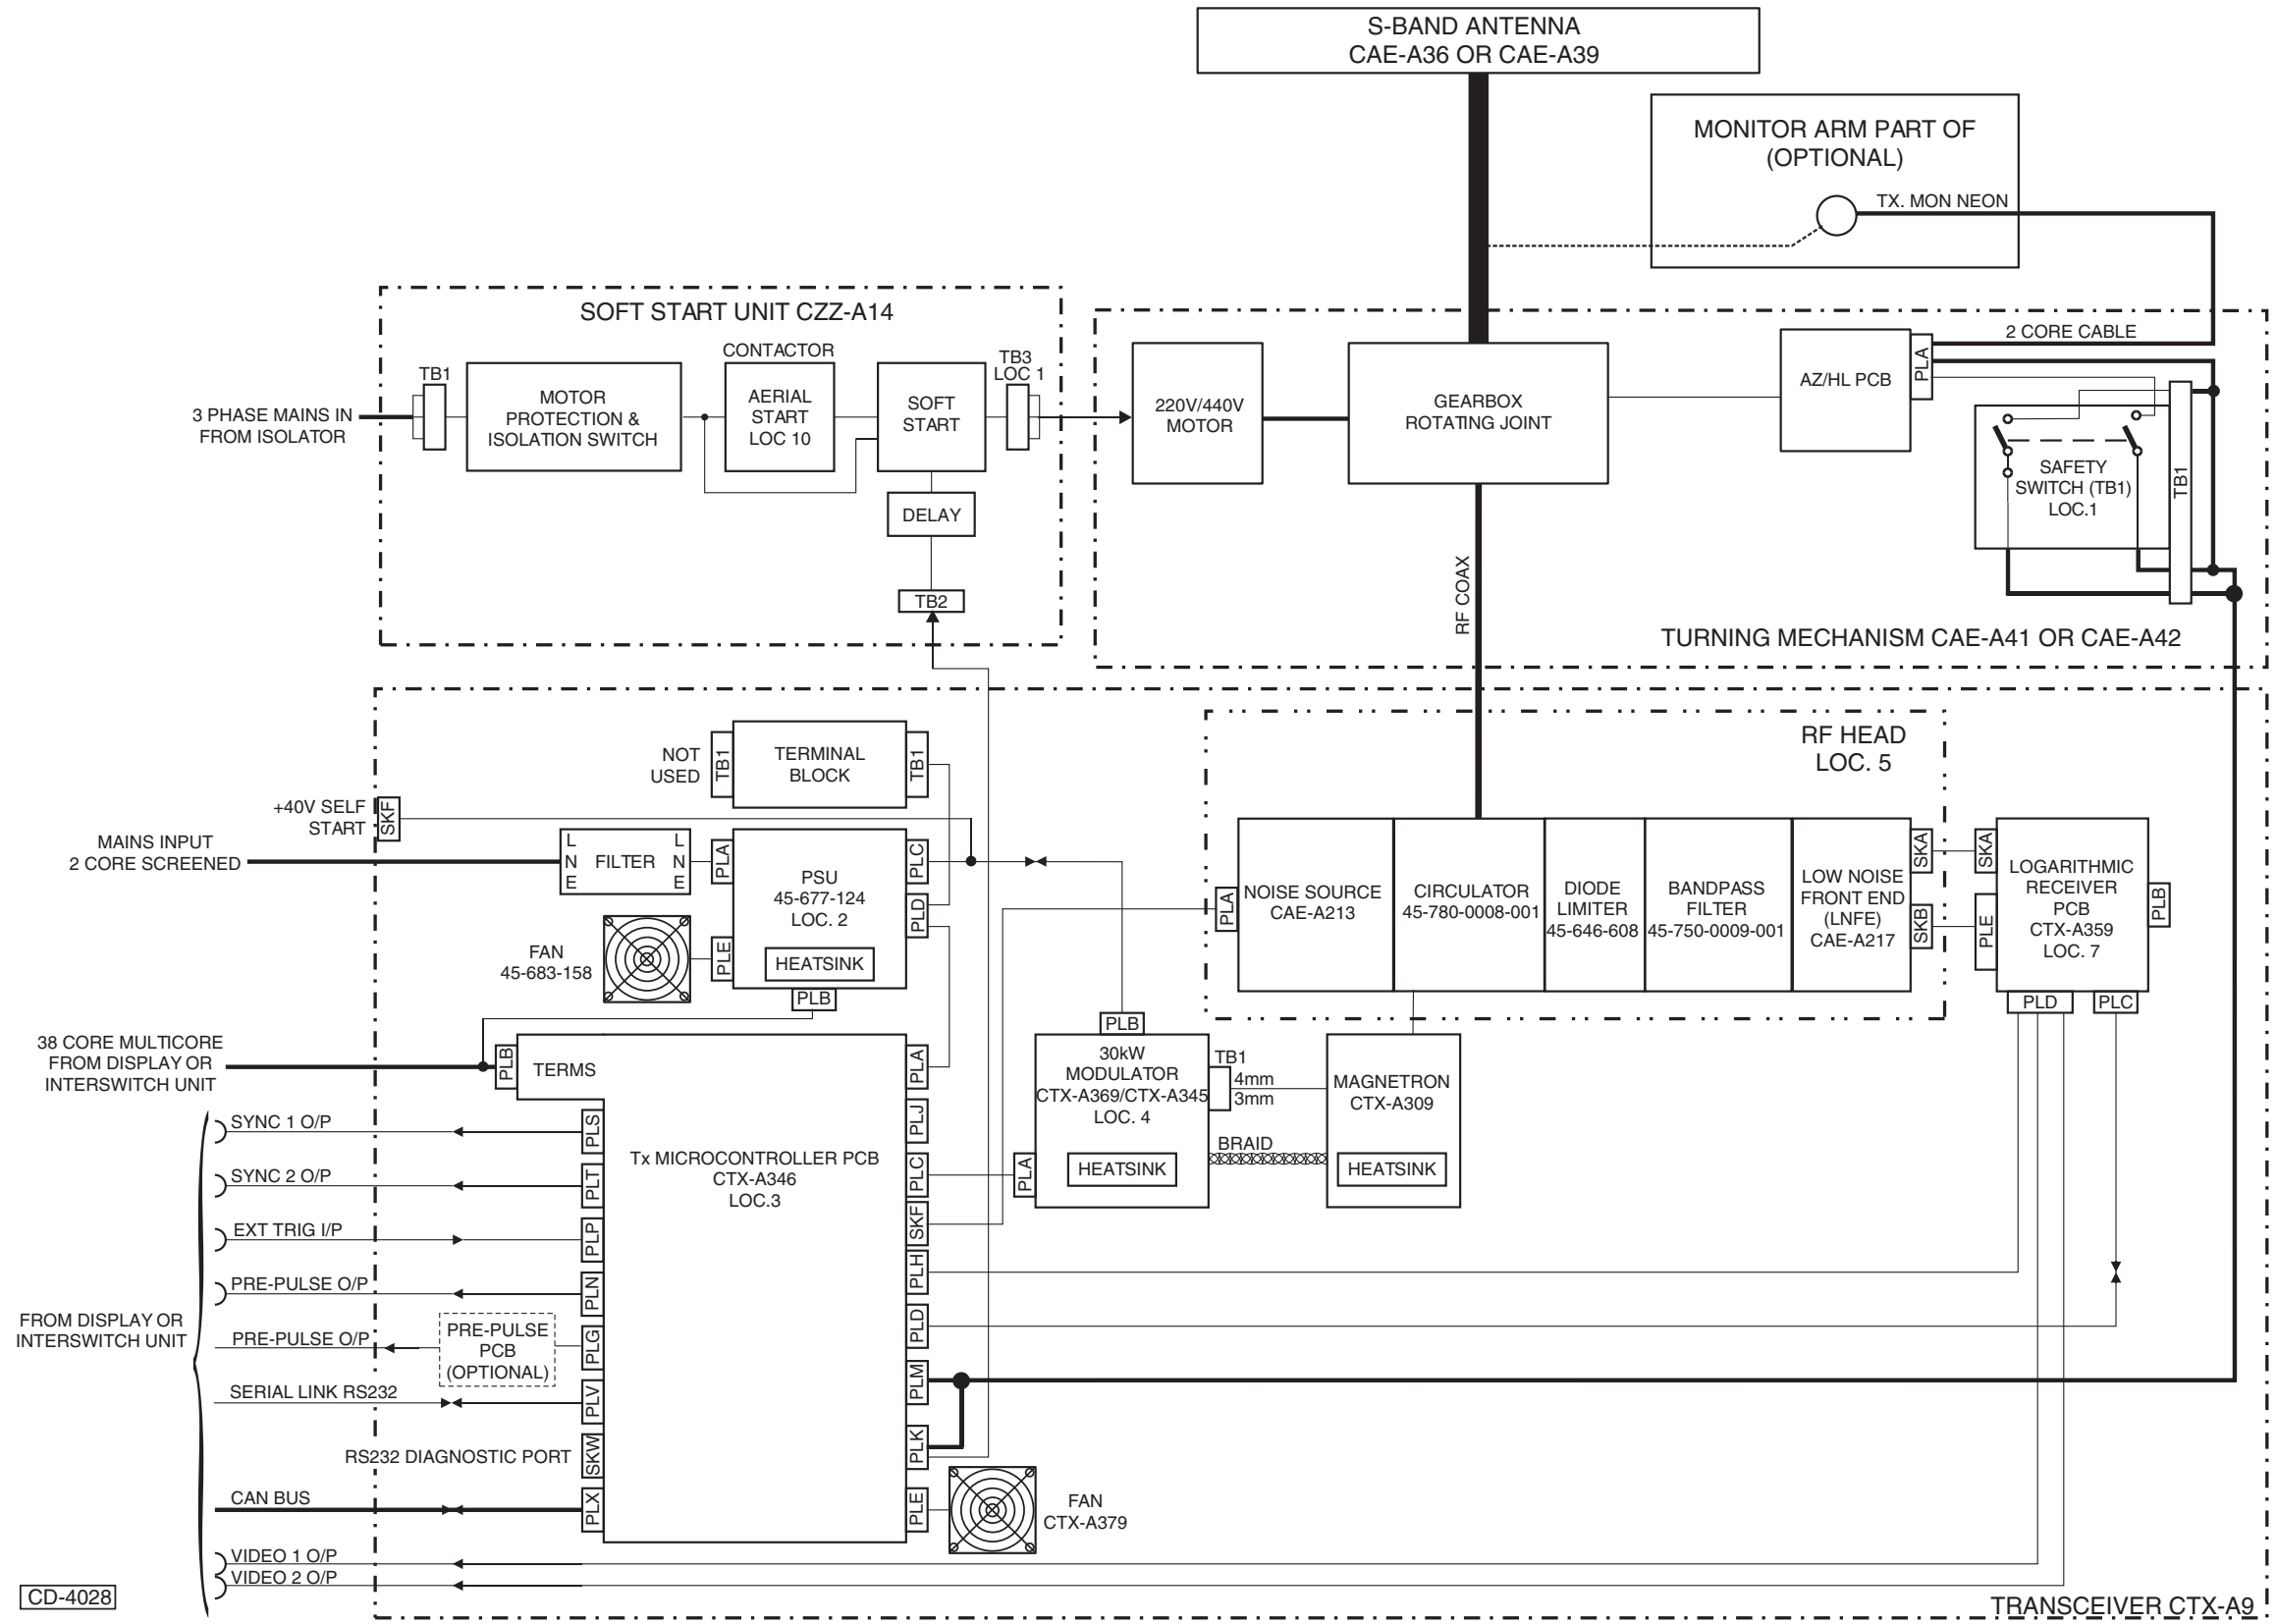 S-BAND ANTENNA
CAE-A36 OR CAE-A39
MONITOR ARM PART OF
(OPTIONAL)
TX. MON NEON
SOFT START UNIT CZZ-A14
TB1
MOTOR
PROTECTION &
ISOLATION SWITCH
CONTACTOR
AERIAL
START
LOC 10
SOFT
START
TB3
LOC 1
DELAY
TB2
3 PHASE MAINS IN
FROM ISOLATOR
220V/440V
MOTOR
GEARBOX
ROTATING JOINT
AZ/HL PCB
PLA
2 CORE CABLE
SAFETY
SWITCH (TB1)
LOC.1
TB1
RF COAX
TURNING MECHANISM CAE-A41 OR CAE-A42
NOT
USED
TB1
TERMINAL
BLOCK
TB1
+40V SELF
START
SKF
MAINS INPUT
2 CORE SCREENED
L
N
E
FILTER
L
N
E
PLA
PSU
45-677-124
LOC. 2
HEATSINK
PLC
PLD
PLE
PLB
FAN
45-683-158
RF HEAD
LOC. 5
PLA
NOISE SOURCE
CAE-A213
CIRCULATOR
45-780-0008-001
DIODE
LIMITER
45-646-608
BANDPASS
FILTER
45-750-0009-001
LOW NOISE
FRONT END
(LNFE)
CAE-A217
SKA
SKB
SKA
PLE
LOGARITHMIC
RECEIVER
PCB
CTX-A359
LOC. 7
PLB
PLD
PLC
38 CORE MULTICORE
FROM DISPLAY OR
INTERSWITCH UNIT
PLB
TERMS
PLB
30kW
MODULATOR
CTX-A369/CTX-A345
LOC. 4
HEATSINK
PLA
TB1
4mm
3mm
BRAID
MAGNETRON
CTX-A309
HEATSINK
Tx MICROCONTROLLER PCB
CTX-A346
LOC.3
PLA
PLJ
PLC
SKF
PLH
PLD
PLM
PLK
PLE
FAN
CTX-A379
FROM DISPLAY OR
INTERSWITCH UNIT
SYNC 1 O/P
PLS
SYNC 2 O/P
PLT
EXT TRIG I/P
PLP
PRE-PULSE O/P
PLN
PRE-PULSE O/P
PRE-PULSE
PCB
(OPTIONAL)
PLG
SERIAL LINK RS232
PLV
RS232 DIAGNOSTIC PORT
SKW
CAN BUS
PLX
VIDEO 1 O/P
VIDEO 2 O/P
CD-4028
TRANSCEIVER CTX-A9